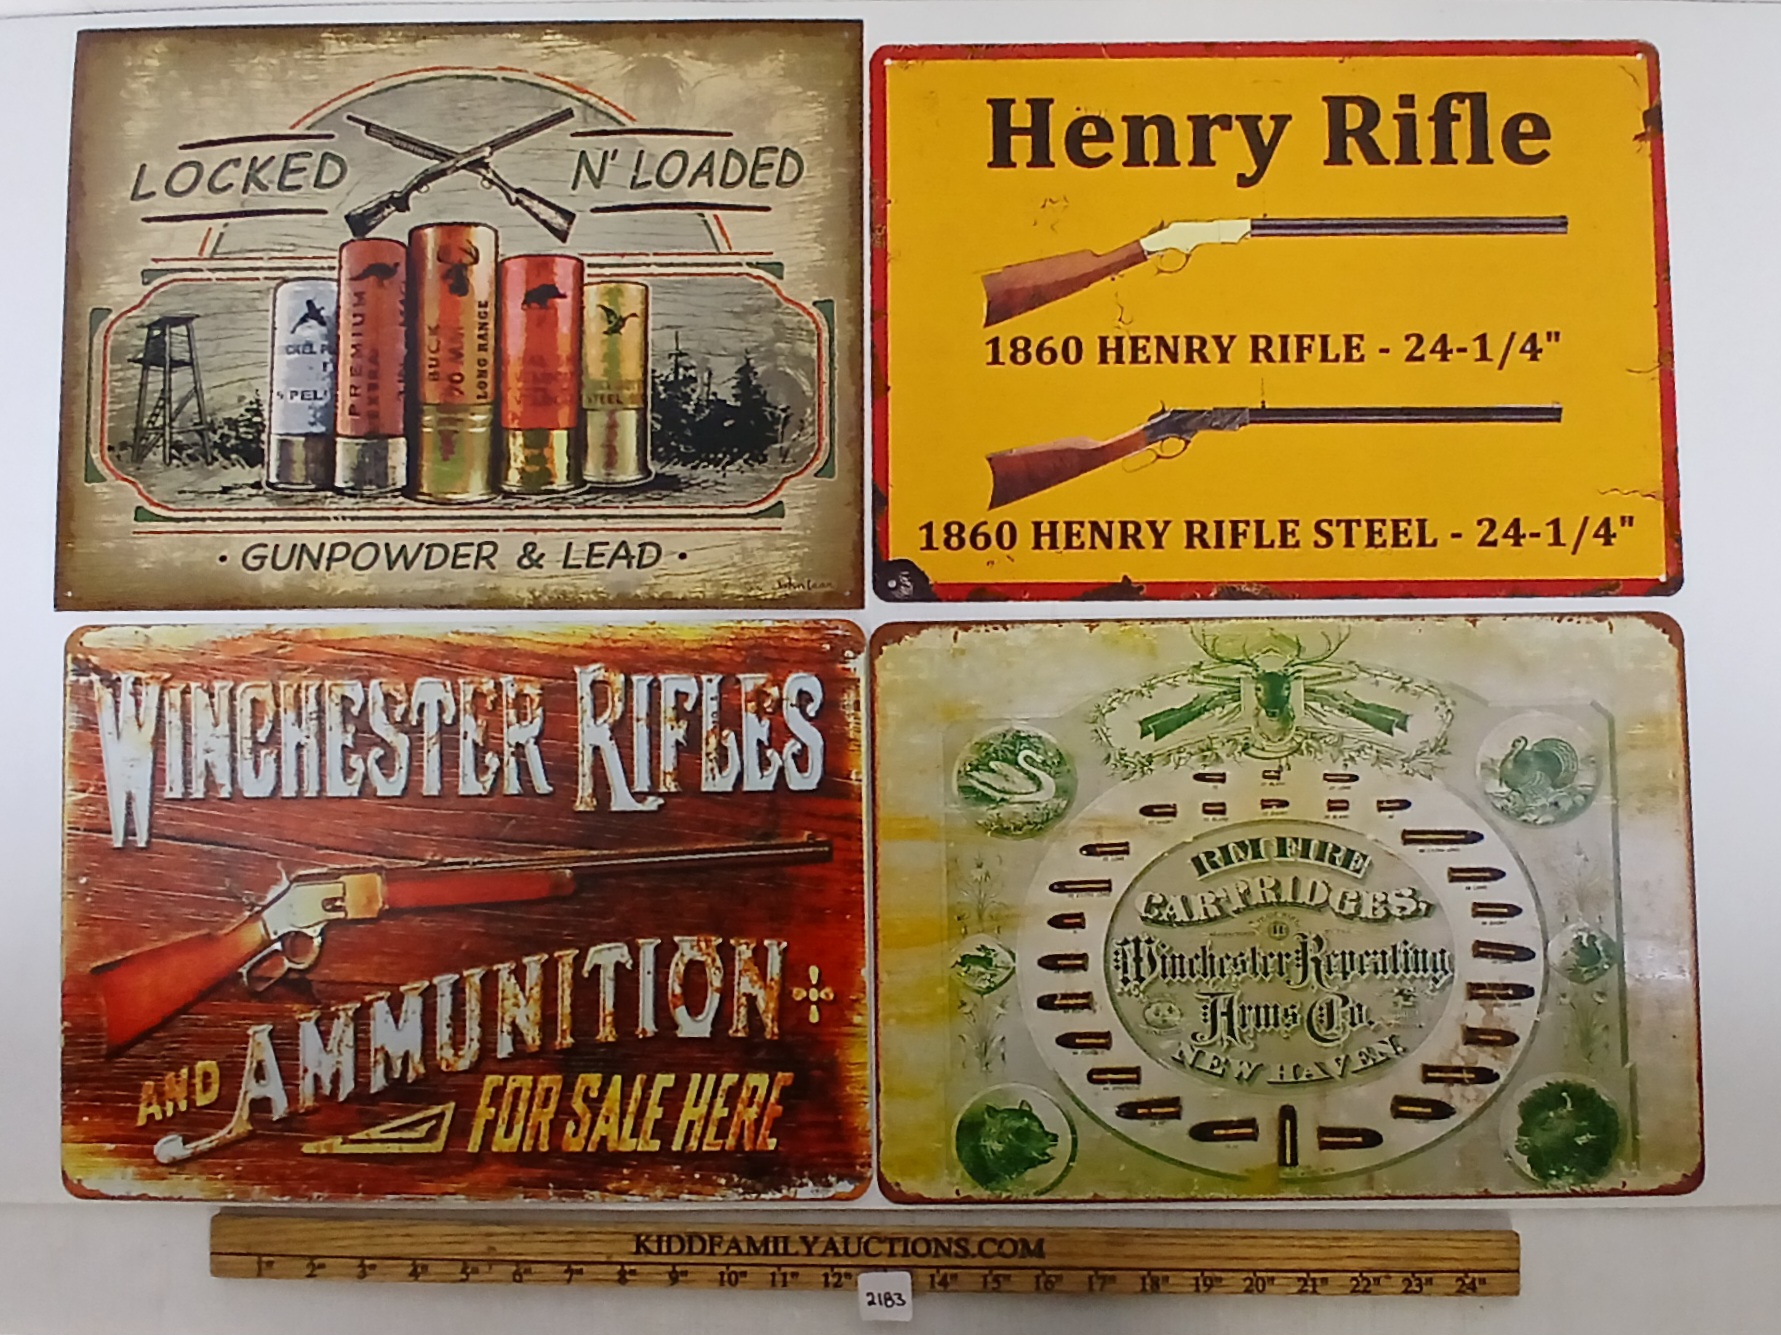 LOCKED N' LOADED
PREMIUM
BUCK
LONG RANGE
· GUNPOWDER & LEAD ·
Henry Rifle
1860 HENRY RIFLE - 24-1/4"
1860 HENRY RIFLE STEEL - 24-1/4"
WINCHESTER RIFLES
AND AMMUNITION
FOR SALE HERE
RIM FIRE
CARTRIDGES,
Winchester Repeating
Arms Co.
NEW HAVEN
KIDDFAMILYAUCTIONS.COM
1" 2" 3" 4" 5" 6" 7" 8" 9" 10" 11" 12" 14" 15" 16" 17" 18" 19" 20" 21" 22" 23" 24"
2183